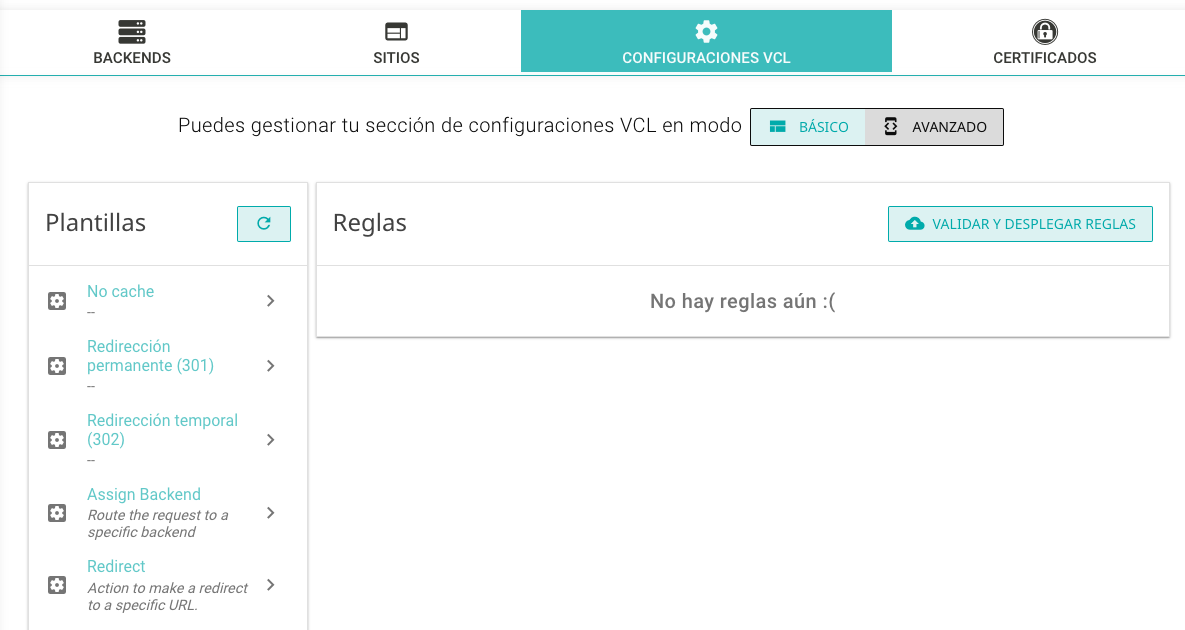 BACKENDS
SITIOS
CONFIGURACIONES VCL
CERTIFICADOS
Puedes gestionar tu sección de configuraciones VCL en modo
BÁSICO
AVANZADO
Plantillas
Reglas
VALIDAR Y DESPLEGAR REGLAS
No hay reglas aún :(
No cache
--
Redirección
permanente (301)
--
Redirección temporal
(302)
--
Assign Backend
Route the request to a
specific backend
Redirect
Action to make a redirect
to a specific URL.